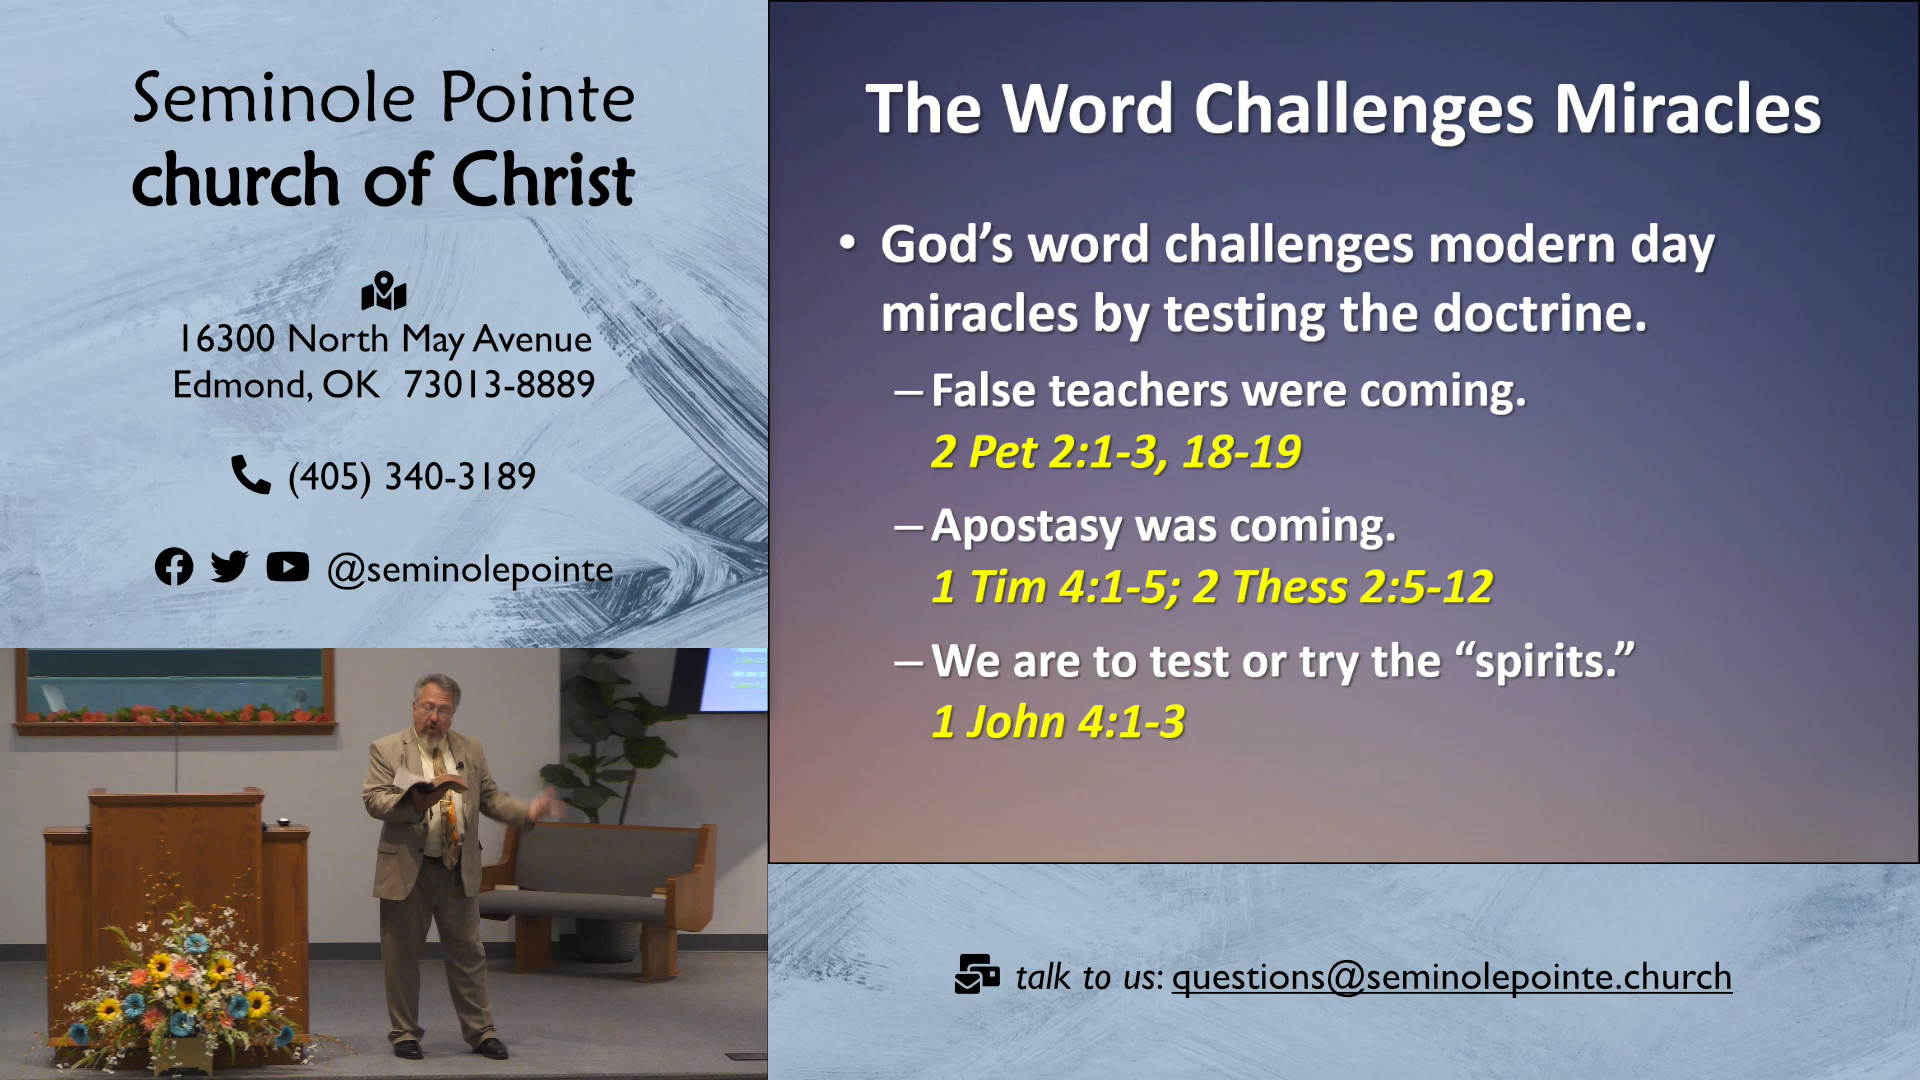 Seminole Pointe
church of Christ
16300 North May Avenue
Edmond, OK 73013-8889
(405) 340-3189
@seminolepointe
The Word Challenges Miracles
• God’s word challenges modern day
miracles by testing the doctrine.
– False teachers were coming.
2 Pet 2:1-3, 18-19
– Apostasy was coming.
1 Tim 4:1-5; 2 Thess 2:5-12
– We are to test or try the “spirits.”
1 John 4:1-3
talk to us: questions@seminolepointe.church